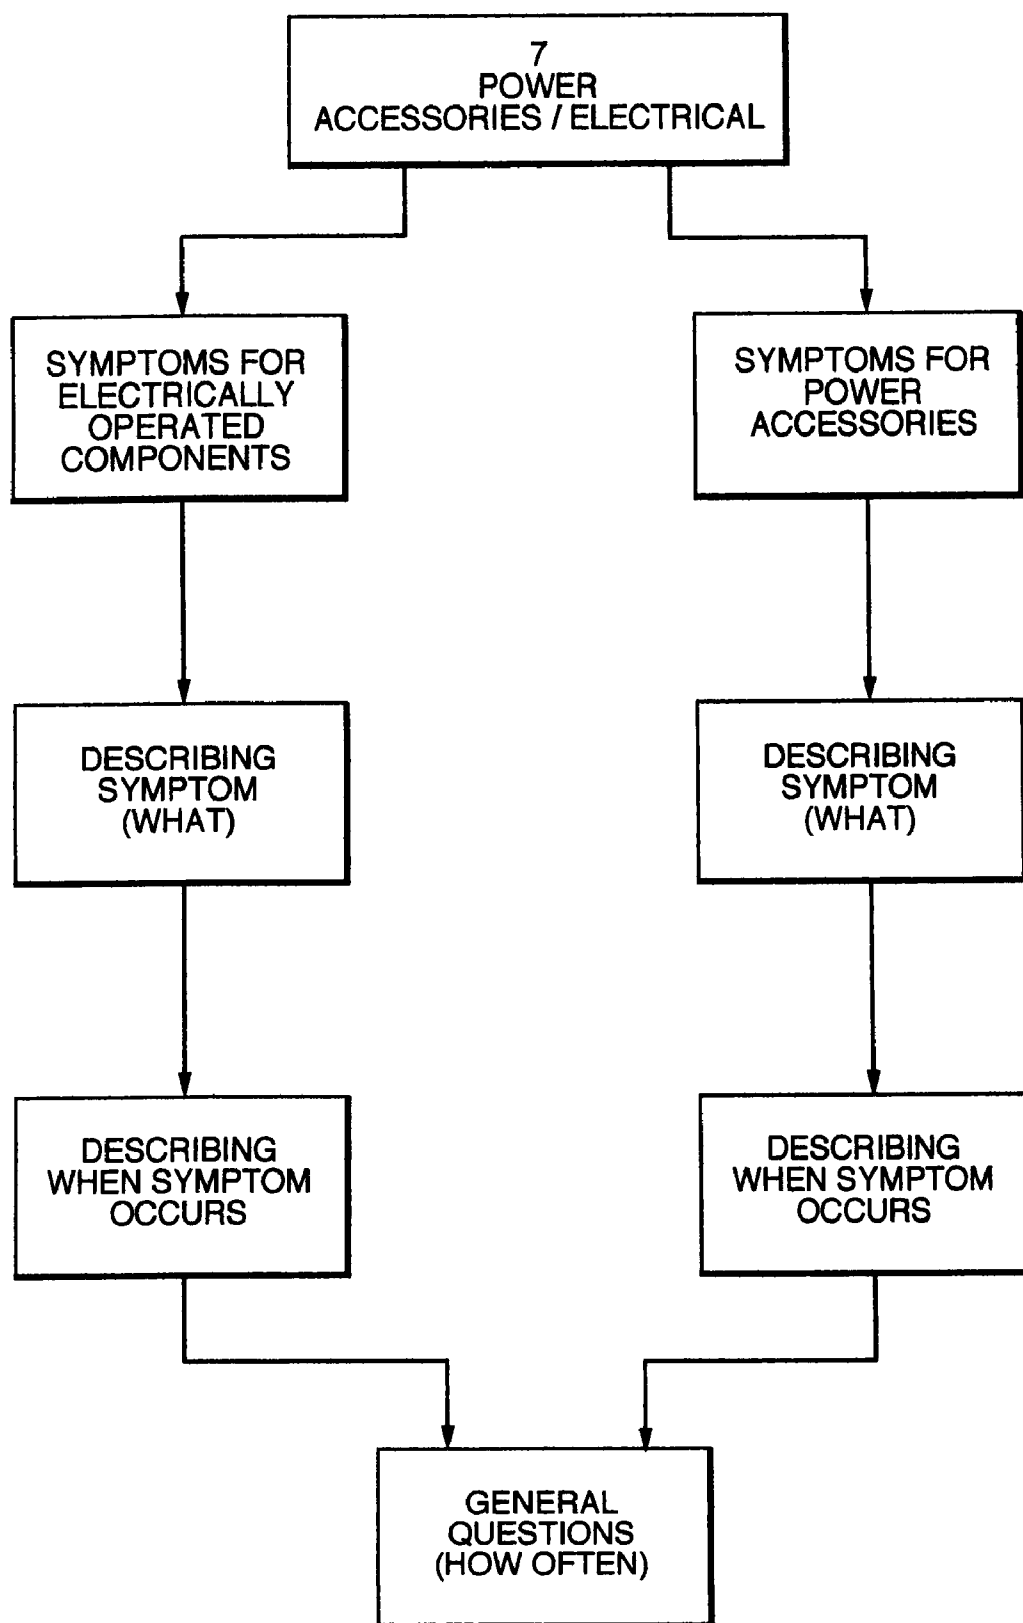 7
POWER
ACCESSORIES / ELECTRICAL
SYMPTOMS FOR
ELECTRICALLY
OPERATED
COMPONENTS
SYMPTOMS FOR
POWER
ACCESSORIES
DESCRIBING
SYMPTOM
(WHAT)
DESCRIBING
SYMPTOM
(WHAT)
DESCRIBING
WHEN SYMPTOM
OCCURS
DESCRIBING
WHEN SYMPTOM
OCCURS
GENERAL
QUESTIONS
(HOW OFTEN)